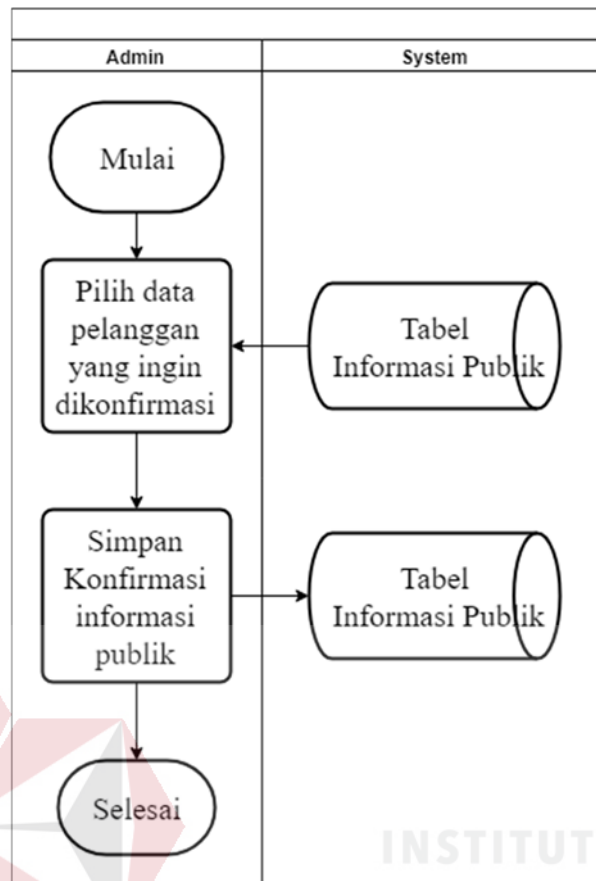 Admin
System
Mulai
Pilih data
pelanggan
yang ingin
dikonfirmasi
Tabel
Informasi Publik
Simpan
Konfirmasi
informasi
publik
Tabel
Informasi Publik
Selesai
INSTITUT